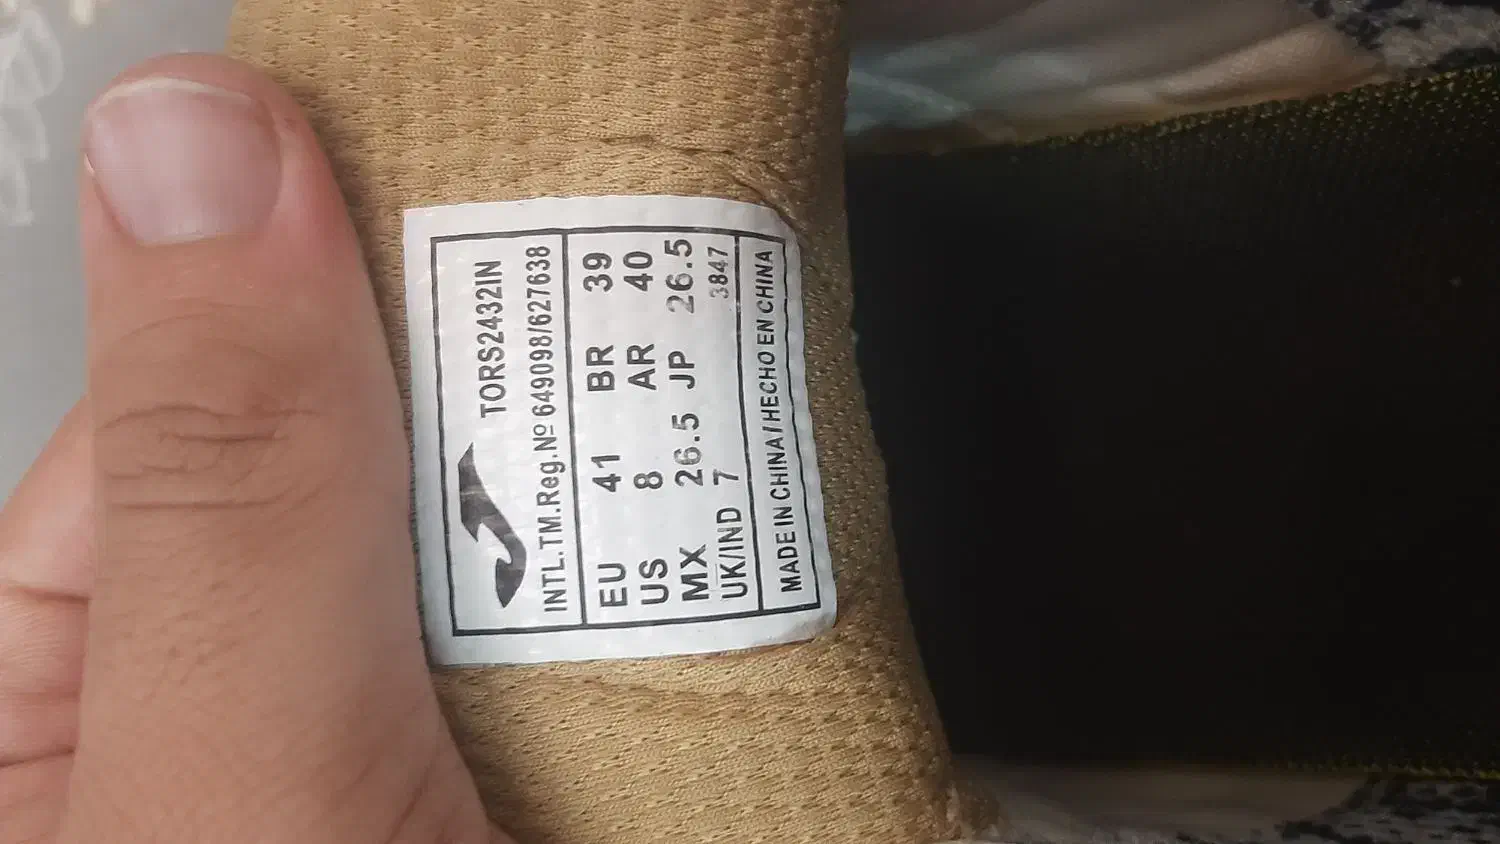 TORS2432IN
INTL.TM.Reg.Nº 649098/627638
EU 41 BR 39
US 8 AR 40
MX 26.5 JP 26.5
UK/IND 7 3847
MADE IN CHINA / HECHO EN CHINA